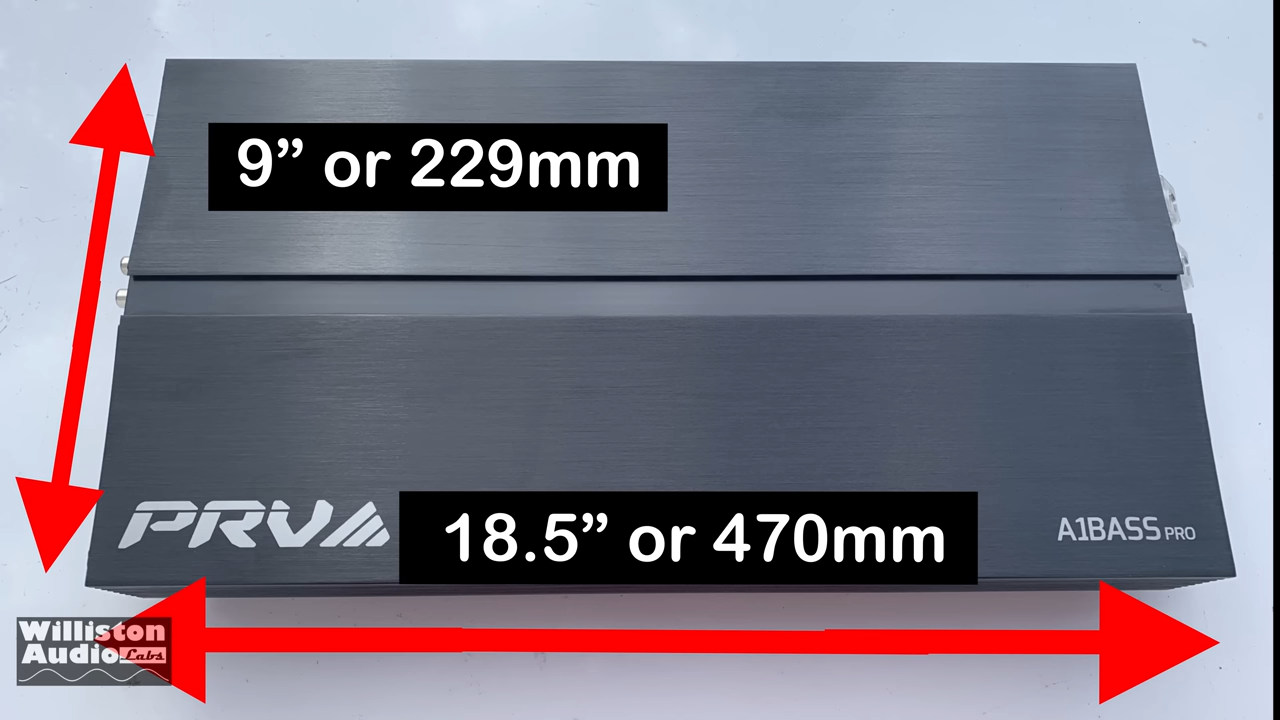 9” or 229mm
PRV
18.5” or 470mm
A1BASS PRO
Williston
Audio Labs